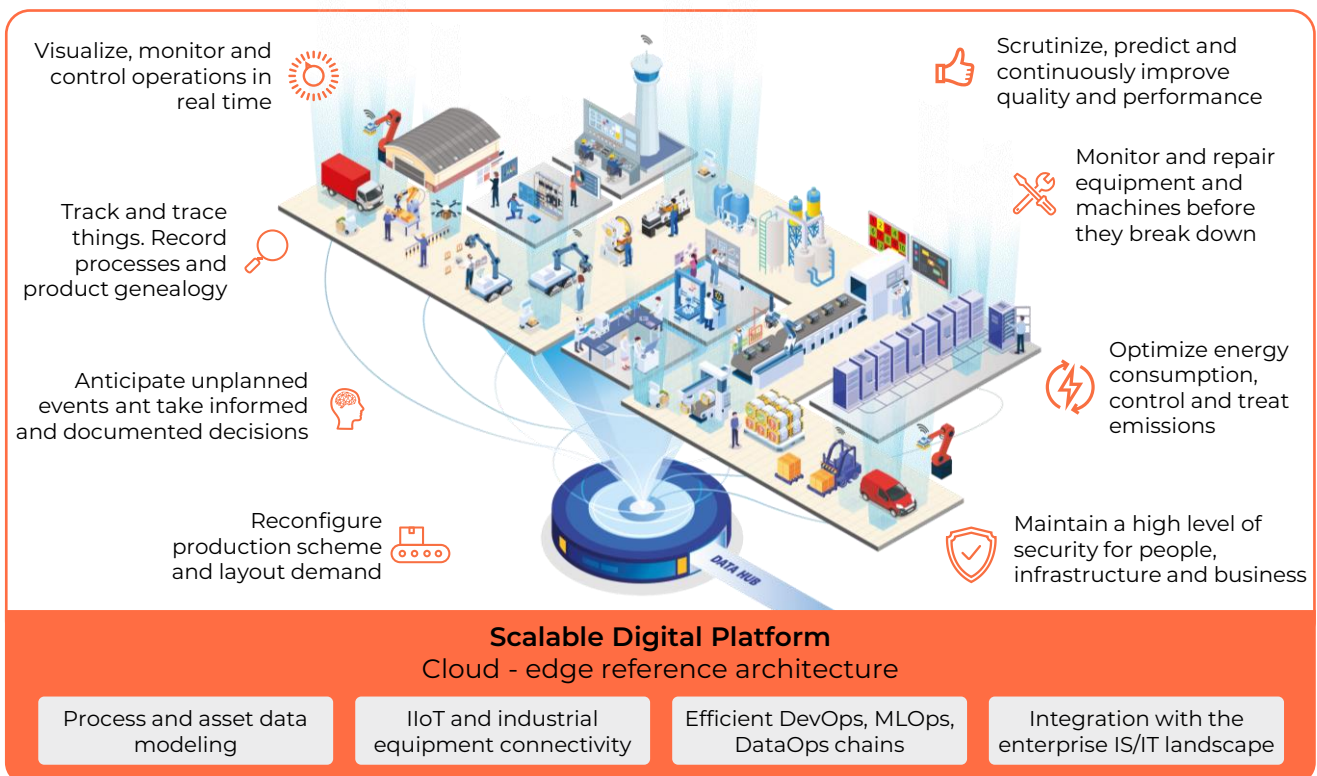 Visualize, monitor and
control operations in
real time
Track and trace
things. Record
processes and
product genealogy
Anticipate unplanned
events ant take informed
and documented decisions
Reconfigure
production scheme
and layout demand
Scrutinize, predict and
continuously improve
quality and performance
Monitor and repair
equipment and
machines before
they break down
Optimize energy
consumption,
control and treat
emissions
Maintain a high level of
security for people,
infrastructure and business
DATA HUB
Scalable Digital Platform
Cloud - edge reference architecture
Process and asset data
modeling
IIoT and industrial
equipment connectivity
Efficient DevOps, MLOps,
DataOps chains
Integration with the
enterprise IS/IT landscape